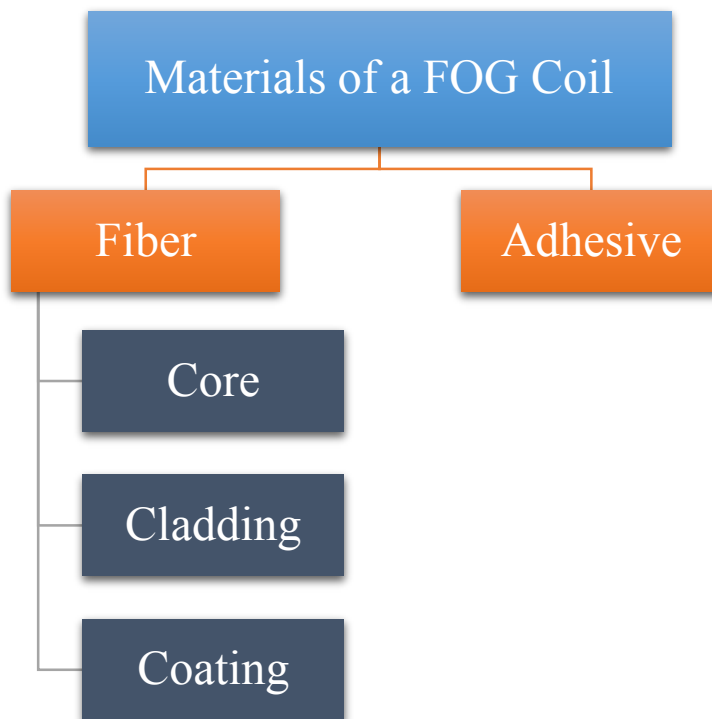 Materials of a FOG Coil
Fiber
Adhesive
Core
Cladding
Coating